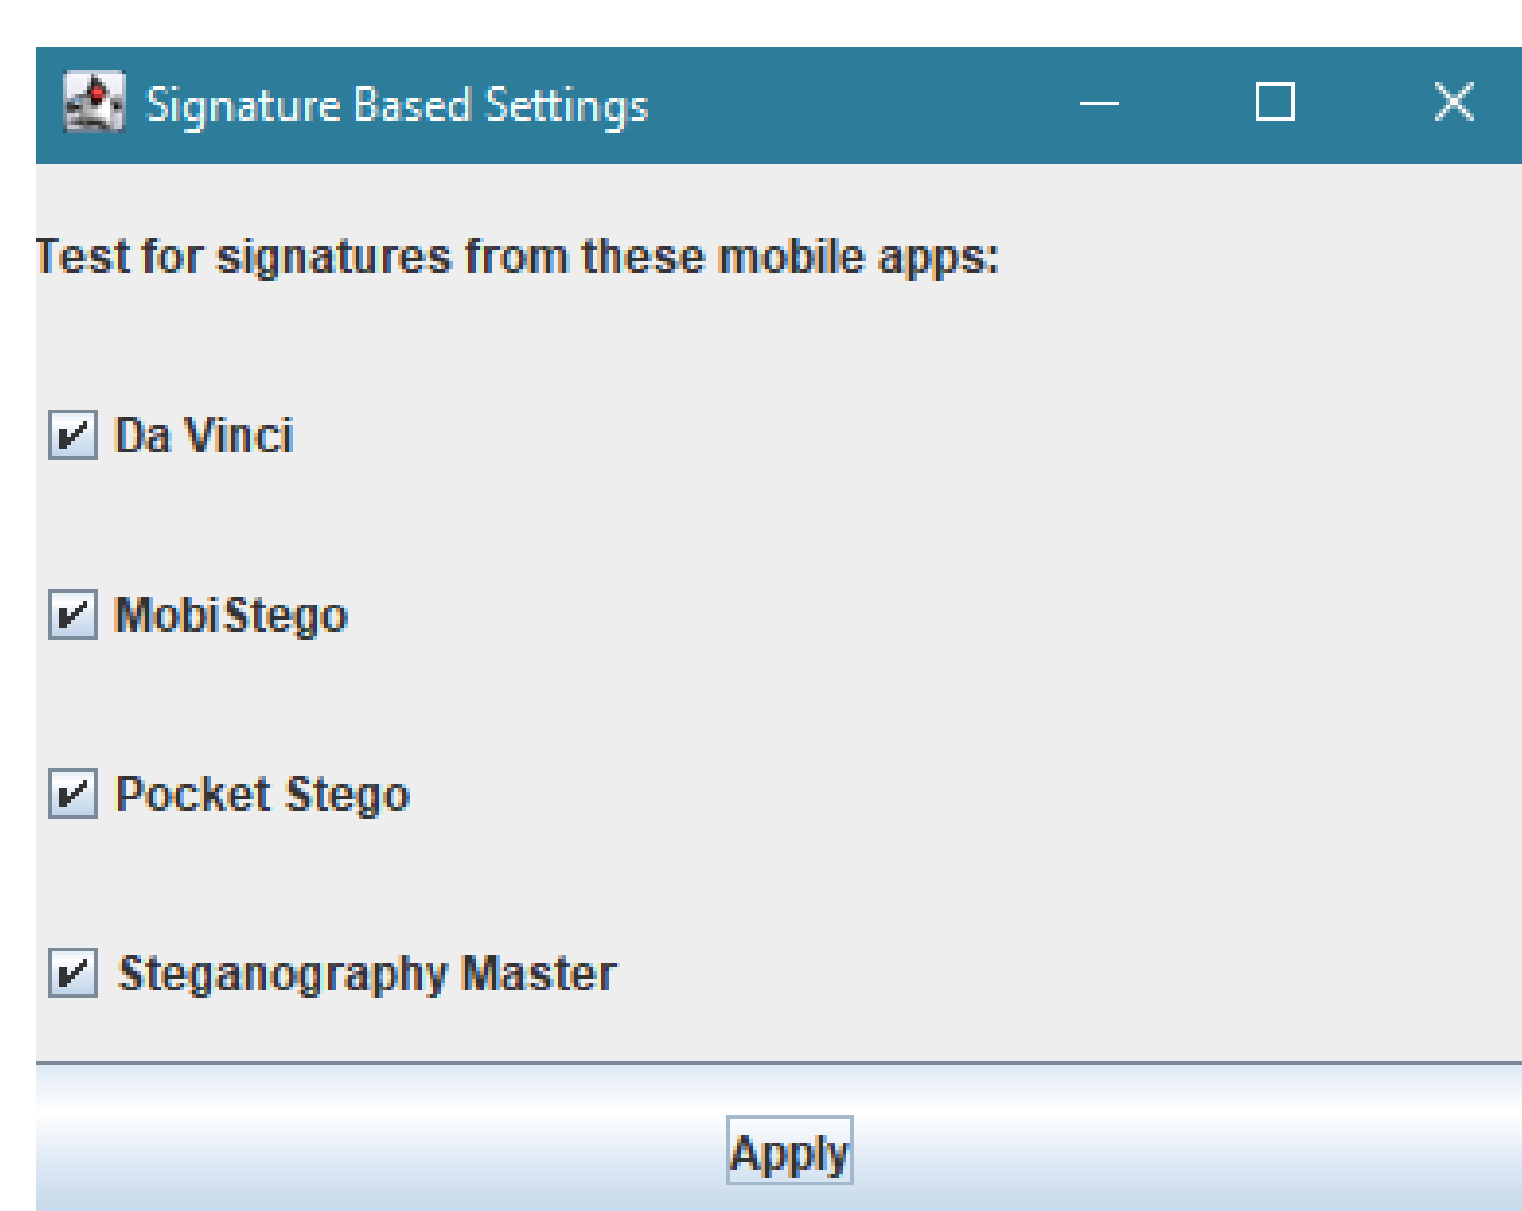 Signature Based Settings
Test for signatures from these mobile apps:
Da Vinci
MobiStego
Pocket Stego
Steganography Master
Apply